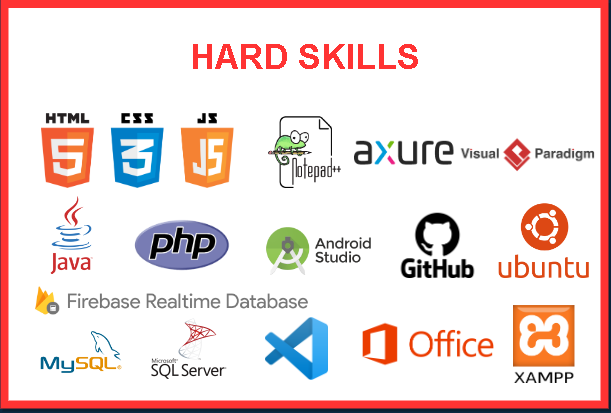 HARD SKILLS
HTML CSS JS
5 3 JS
Notepad++
axure
Visual Paradigm
Java
php
Android
Studio
GitHub
ubuntu
Firebase Realtime Database
MySQL®
Microsoft®
SQL Server
Office
XAMPP